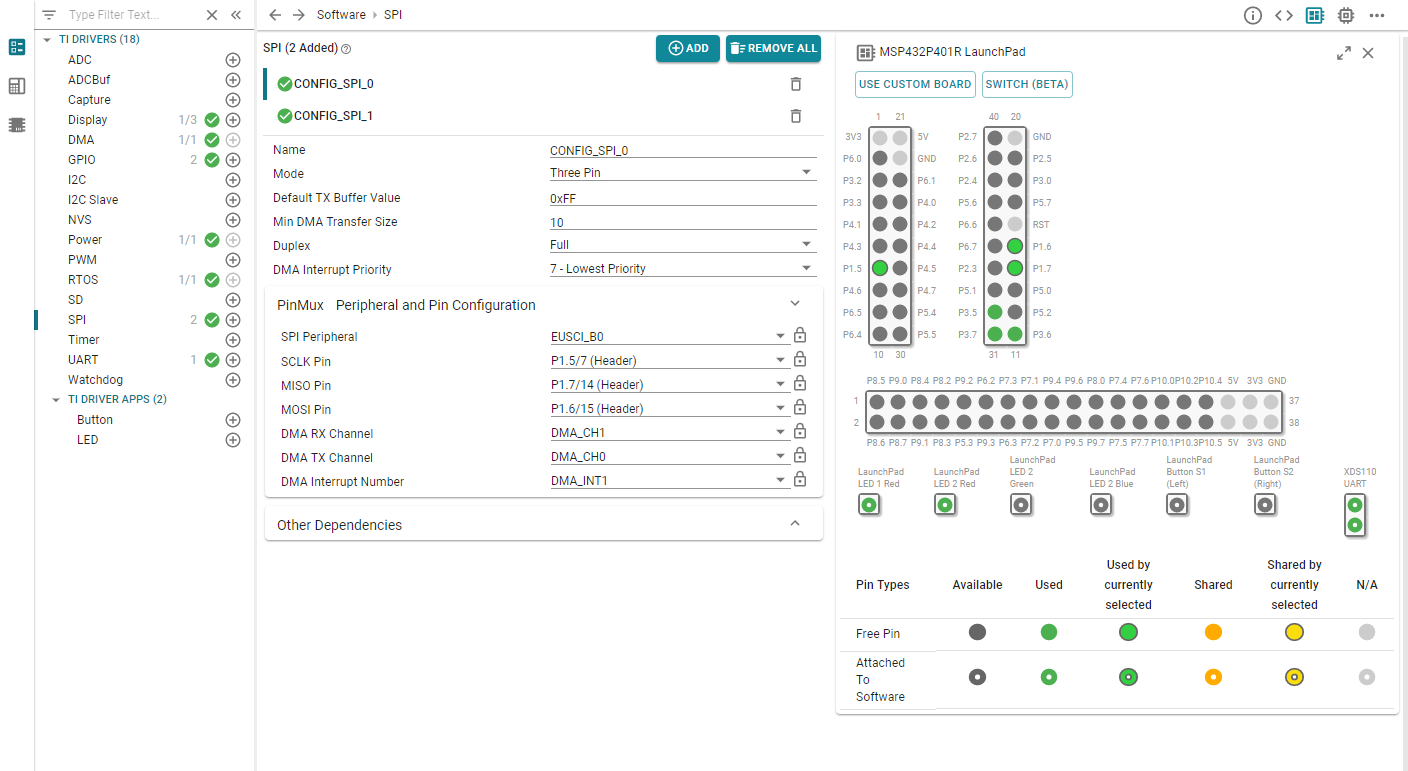 Type Filter Text...
TI DRIVERS (18)
ADC
ADCBuf
Capture
Display 1/3
DMA 1/1
GPIO 2
I2C
I2C Slave
NVS
Power 1/1
PWM
RTOS 1/1
SD
SPI 2
Timer
UART 1
Watchdog
TI DRIVER APPS (2)
Button
LED
Software > SPI
SPI (2 Added)
ADD
REMOVE ALL
CONFIG_SPI_0
CONFIG_SPI_1
Name CONFIG_SPI_0
Mode Three Pin
Default TX Buffer Value 0xFF
Min DMA Transfer Size 10
Duplex Full
DMA Interrupt Priority 7 - Lowest Priority
PinMux Peripheral and Pin Configuration
SPI Peripheral EUSCI_B0
SCLK Pin P1.5/7 (Header)
MISO Pin P1.7/14 (Header)
MOSI Pin P1.6/15 (Header)
DMA RX Channel DMA_CH1
DMA TX Channel DMA_CH0
DMA Interrupt Number DMA_INT1
Other Dependencies
MSP432P401R LaunchPad
USE CUSTOM BOARD
SWITCH (BETA)
1 21 40 20
3V3 5V P2.7 GND
P6.0 GND P2.6 P2.5
P3.2 P6.1 P2.4 P3.0
P3.3 P4.0 P5.6 P5.7
P4.1 P4.2 P6.6 RST
P4.3 P4.4 P6.7 P1.6
P1.5 P4.5 P2.3 P1.7
P4.6 P4.7 P5.1 P5.0
P6.5 P5.4 P3.5 P5.2
P6.4 P5.5 P3.7 P3.6
10 30 31 11
P8.5 P9.0 P8.4 P8.2 P9.2 P6.2 P7.3 P7.1 P9.4 P9.6 P8.0 P7.4 P7.6 P10.0 P10.2 P10.4 5V 3V3 GND
1 37
2 38
P8.6 P8.7 P9.1 P8.3 P5.3 P9.3 P6.3 P7.2 P7.0 P9.5 P9.7 P7.5 P7.7 P10.1 P10.3 P10.5 5V 3V3 GND
LaunchPad
LED 1 Red
LaunchPad
LED 2 Red
LaunchPad
LED 2
Green
LaunchPad
LED 2 Blue
LaunchPad
Button S1
(Left)
LaunchPad
Button S2
(Right)
XDS110
UART
Pin Types
Available
Used
Used by
currently
selected
Shared
Shared by
currently
selected
N/A
Free Pin
Attached
To
Software